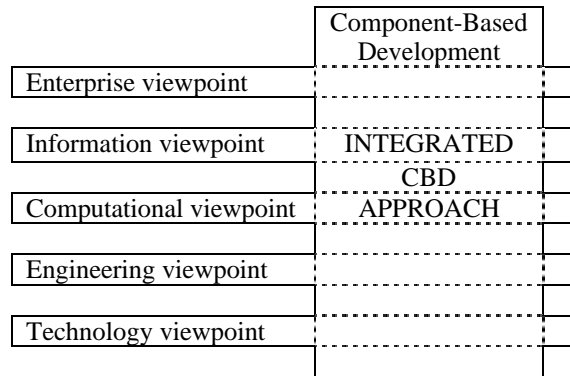 Component-Based
Development
Enterprise viewpoint
Information viewpoint
INTEGRATED
CBD
Computational viewpoint
APPROACH
Engineering viewpoint
Technology viewpoint